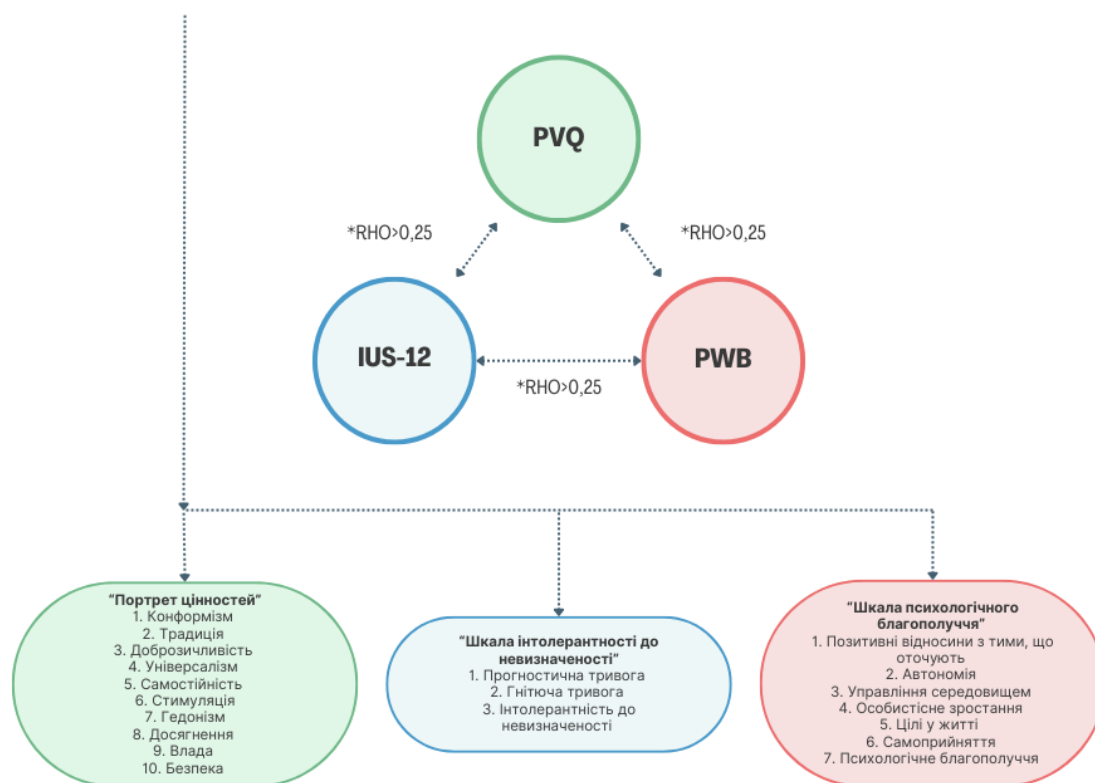 PVQ
*RHO>0,25
*RHO>0,25
IUS-12
PWB
*RHO>0,25
“Портрет цінностей”
1. Конформізм
2. Традиція
3. Доброзичливість
4. Універсалізм
5. Самостійність
6. Стимуляція
7. Гедонізм
8. Досягнення
9. Влада
10. Безпека
“Шкала інтолерантності до
невизначеності”
1. Прогностична тривога
2. Гнітюча тривога
3. Інтолерантність до
невизначеності
“Шкала психологічного
благополуччя”
1. Позитивні відносини з тими, що
оточують
2. Автономія
3. Управління середовищем
4. Особистісне зростання
5. Цілі у житті
6. Самоприйняття
7. Психологічне благополуччя